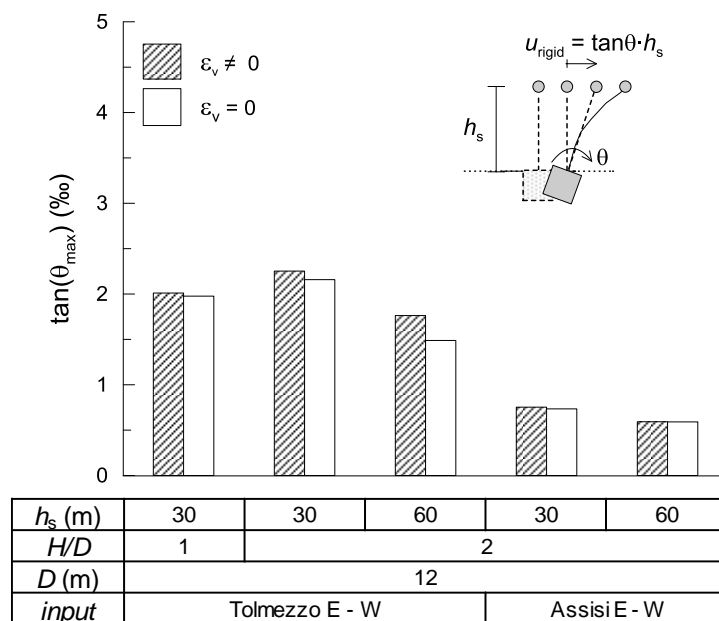 5
4
3
2
1
0
tan(θmax) (‰)
εv ≠ 0
εv = 0
urigid = tanθ·hs
hs
θ
hs (m) 30 30 60 30 60
H/D 1 2
D (m) 12
input Tolmezzo E - W Assisi E - W